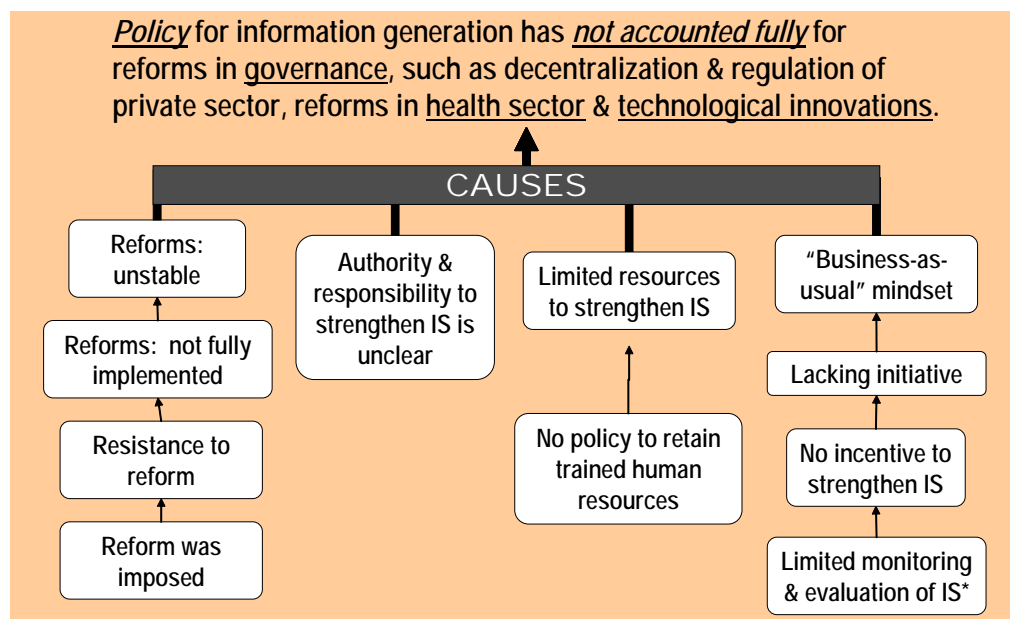 Policy for information generation has not accounted fully for
reforms in governance, such as decentralization & regulation of
private sector, reforms in health sector & technological innovations.
CAUSES
Reforms:
unstable
Reforms: not fully
implemented
Resistance to
reform
Reform was
imposed
Authority &
responsibility to
strengthen IS is
unclear
Limited resources
to strengthen IS
No policy to retain
trained human
resources
“Business-as-
usual” mindset
Lacking initiative
No incentive to
strengthen IS
Limited monitoring
& evaluation of IS*